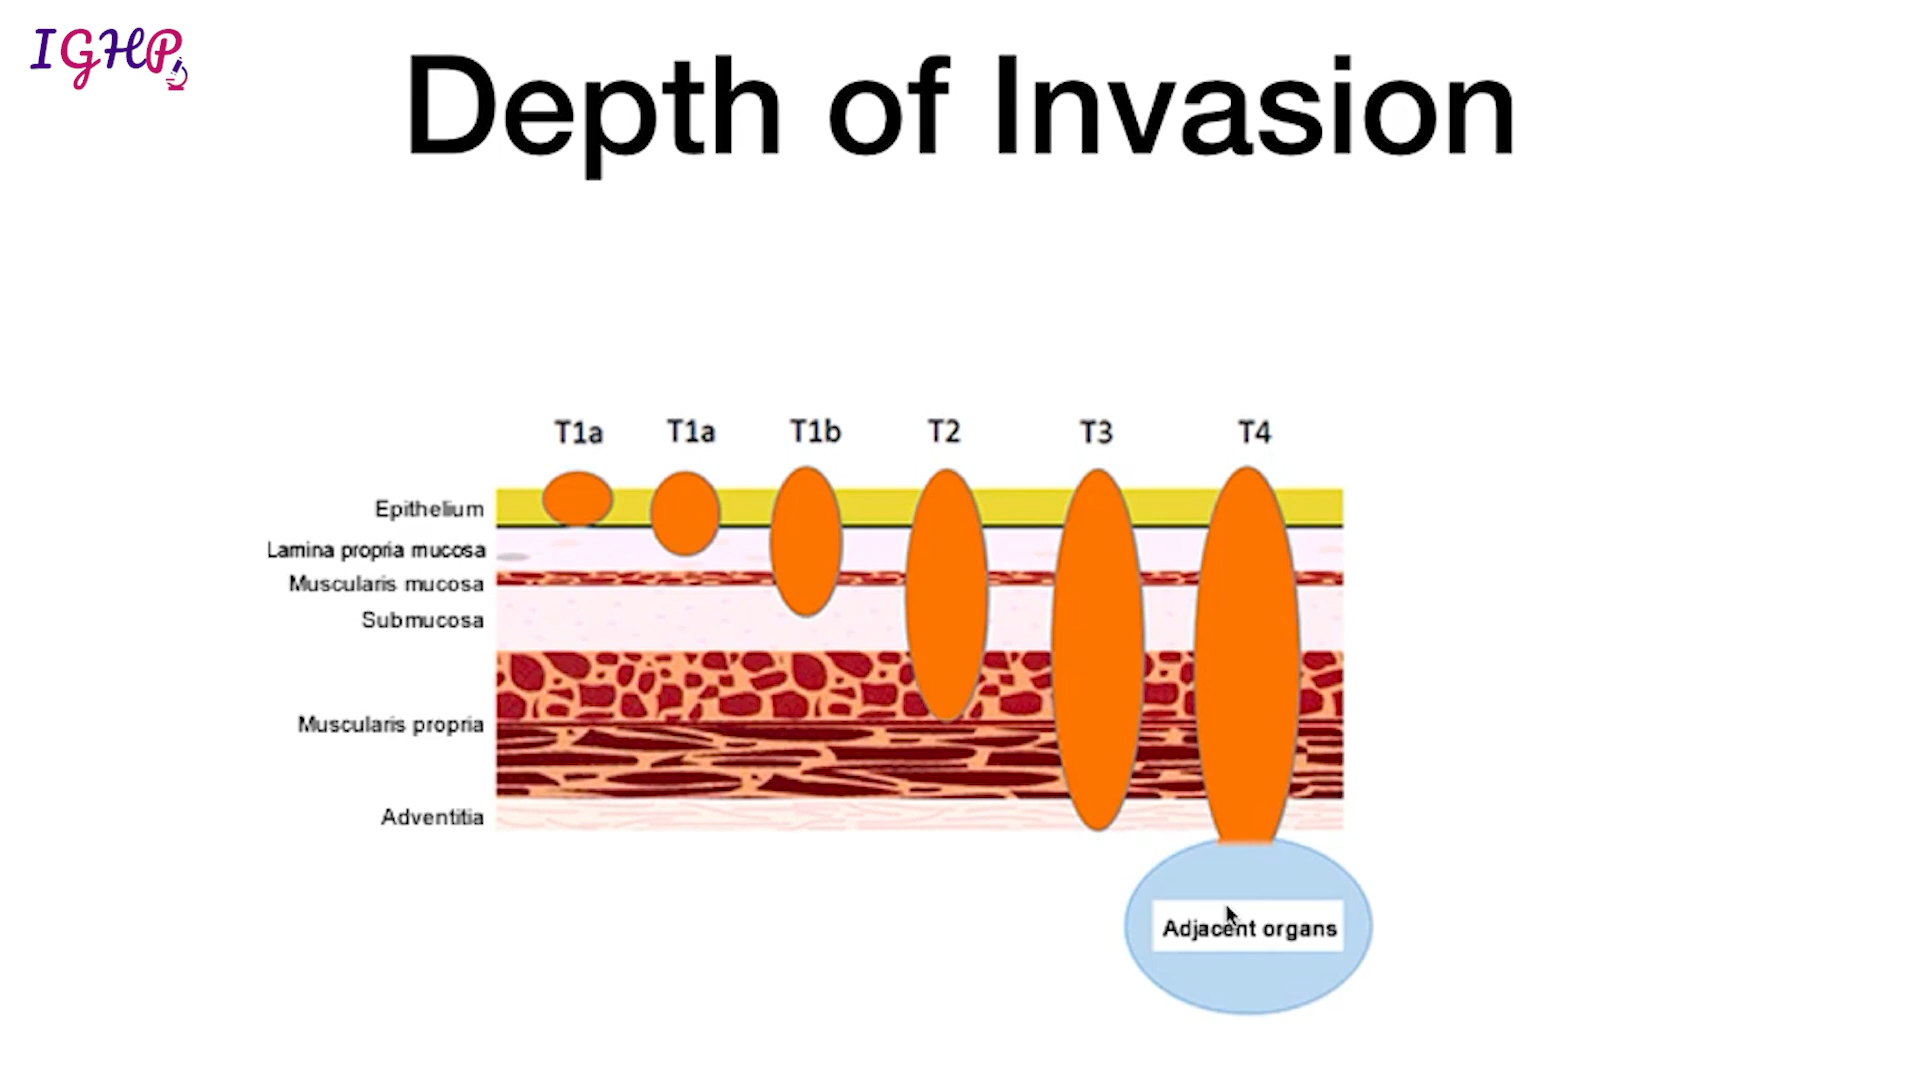 IGHP
Depth of Invasion
T1a T1a T1b T2 T3 T4
Epithelium
Lamina propria mucosa
Muscularis mucosa
Submucosa
Muscularis propria
Adventitia
Adjacent organs